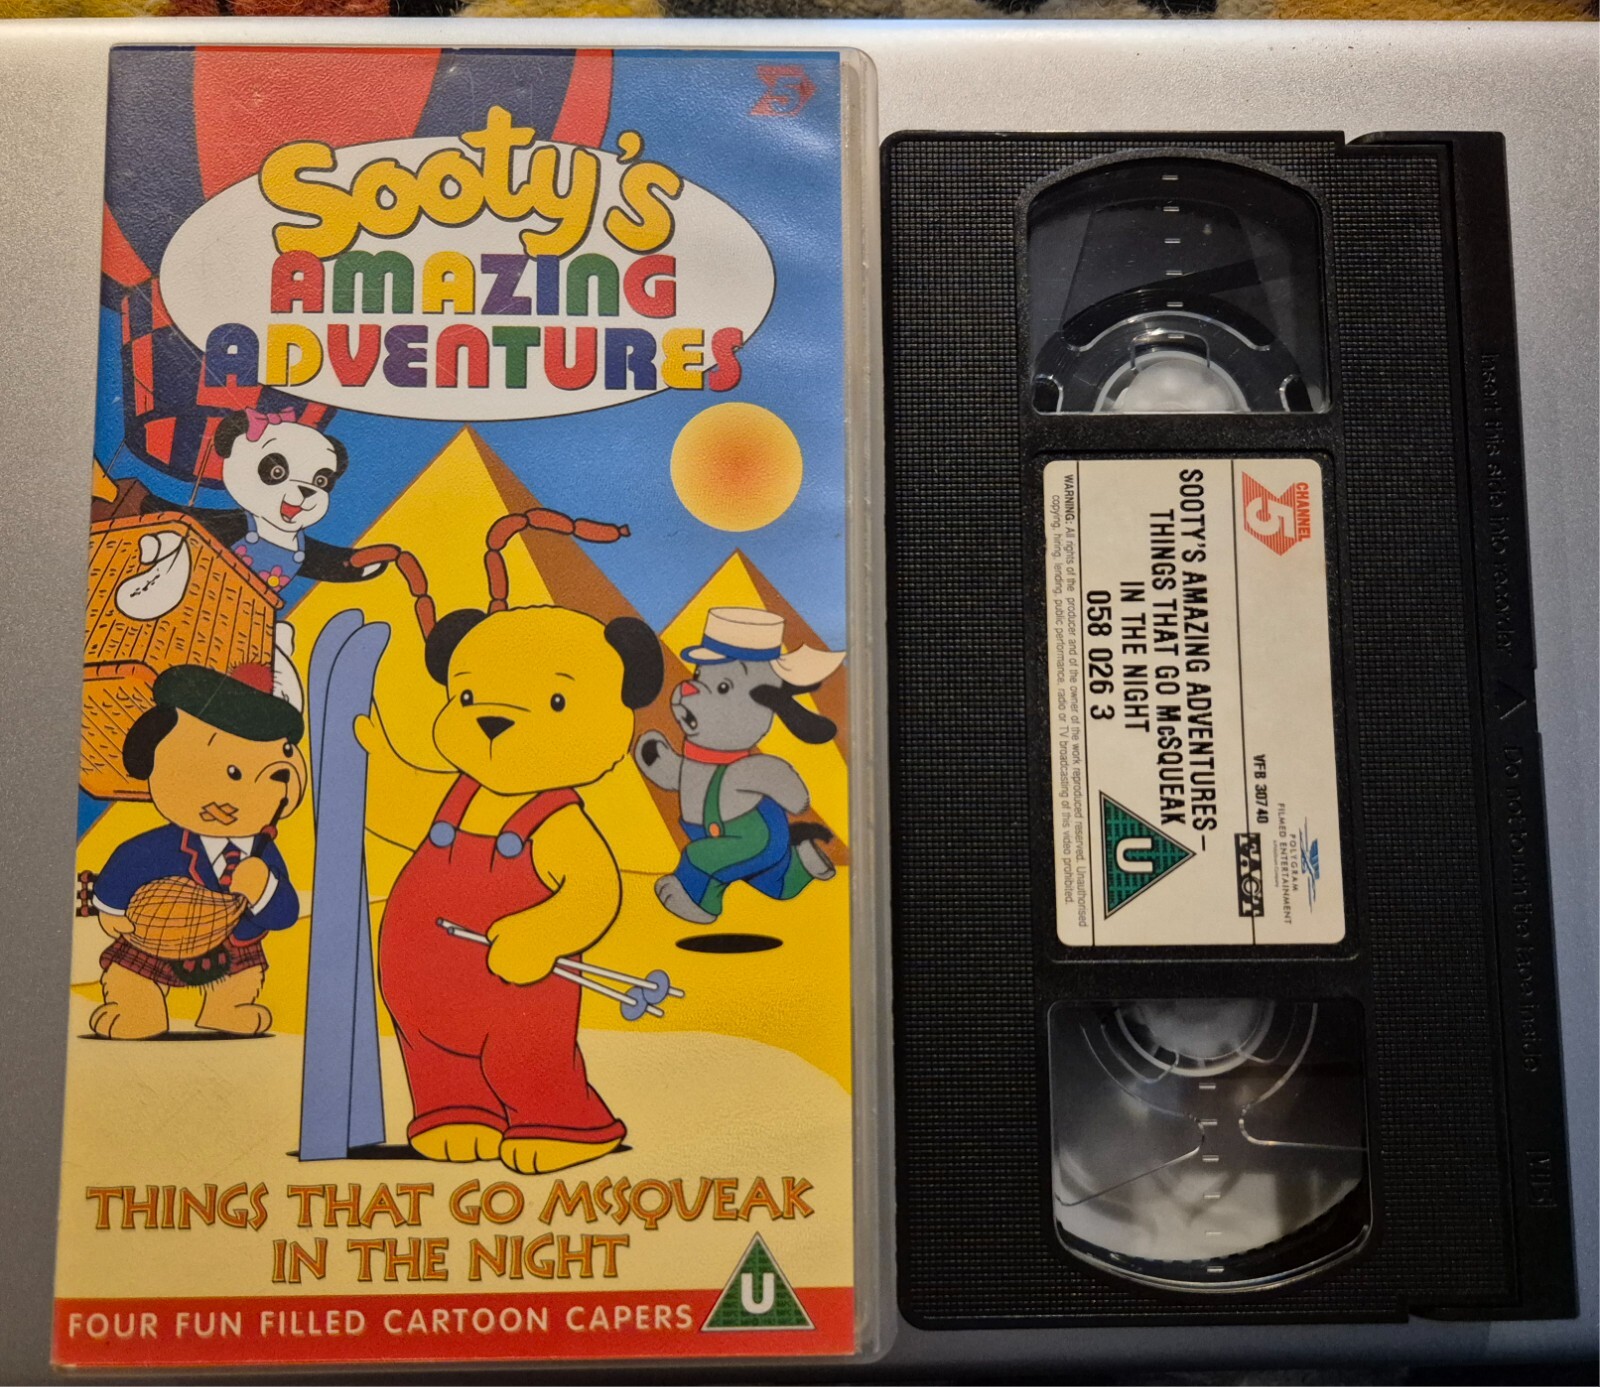 5
Sooty's
AMAZING
ADVENTURES
THINGS THAT GO McSQUEAK
IN THE NIGHT
FOUR FUN FILLED CARTOON CAPERS
U
CHANNEL
5
SOOTY'S AMAZING ADVENTURES–
THINGS THAT GO McSQUEAK
IN THE NIGHT
058 026 3
WARNING: All rights of the producer and of the owner of the work reproduced reserved. Unauthorised
copying, hiring, lending, public performance, radio or TV broadcasting of this video prohibited.
U
VFB 30740
FACT
POLYGRAM
FILMED ENTERTAINMENT
Insert this side into recorder
Do not touch the tape inside